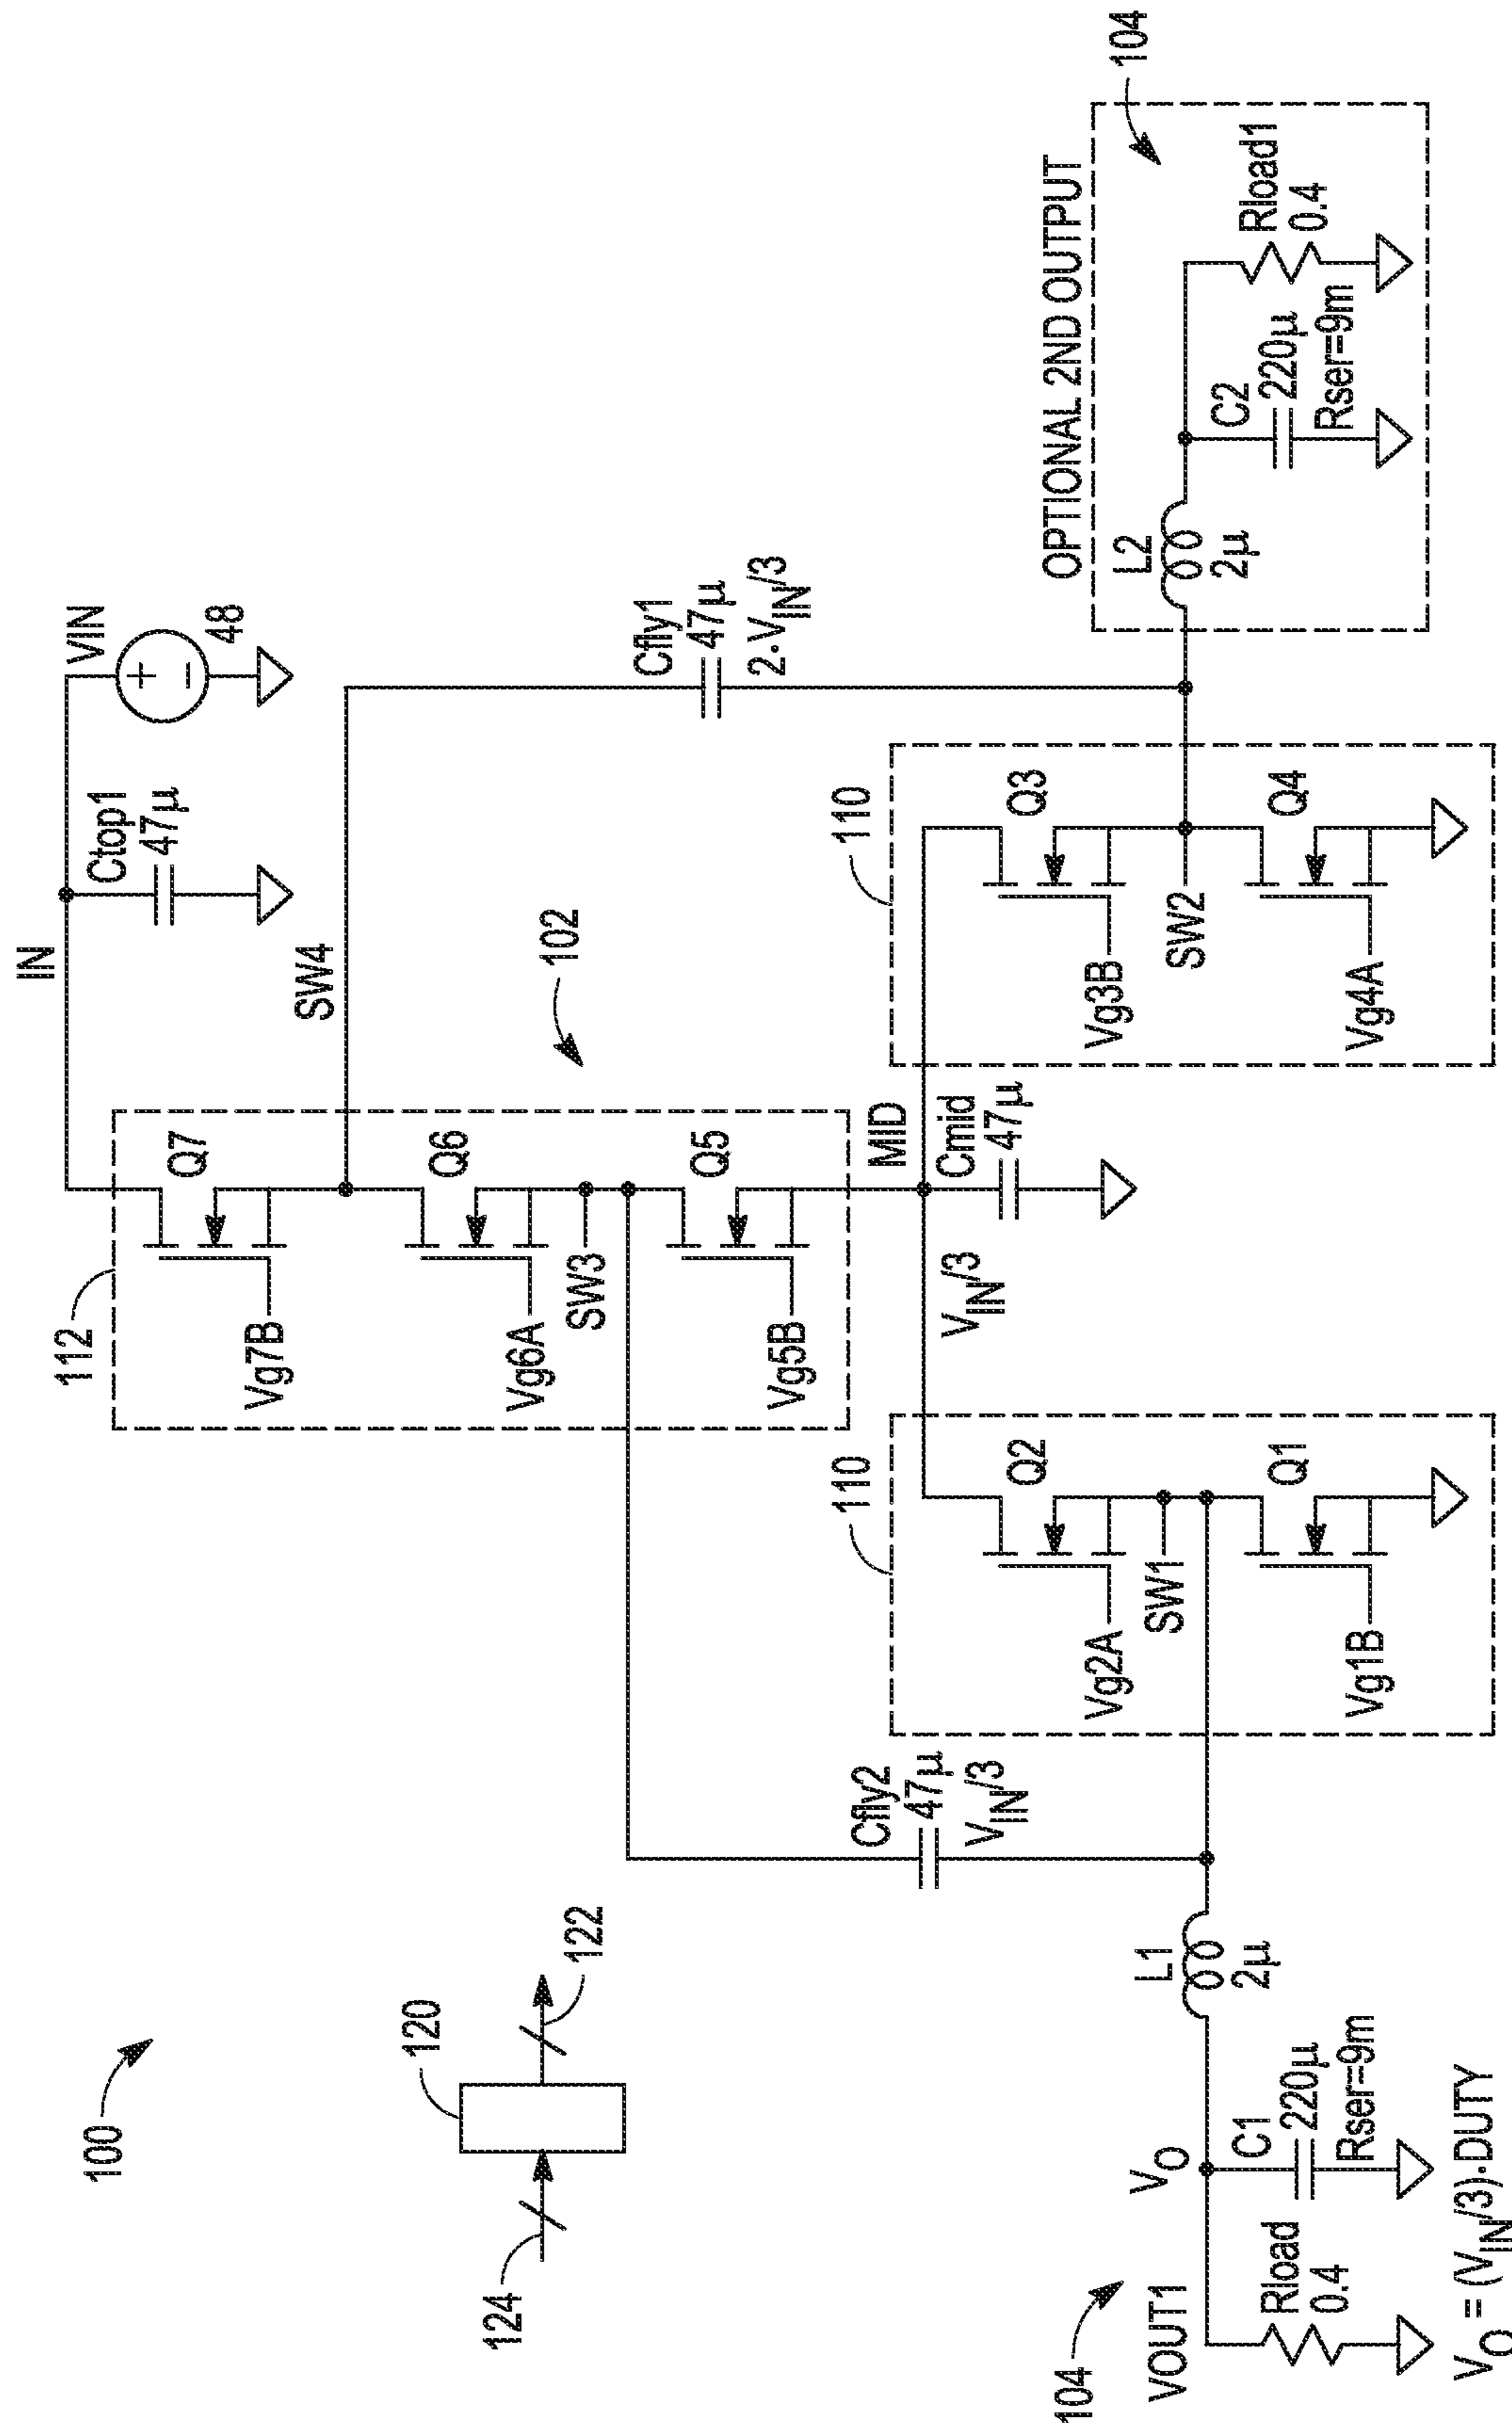 100
124
120
122
IN
Ctop1
47µ
VIN
48
SW4
112
Q7
Vg7B
Q6
Vg6A
SW3
Q5
Vg5B
102
Cfly1
47µ
2·VIN/3
MID
Cmid
47µ
VIN/3
Cfly2
47µ
VIN/3
110
Q2
Vg2A
SW1
Q1
Vg1B
110
Q3
Vg3B
SW2
Q4
Vg4A
OPTIONAL 2ND OUTPUT
104
L2
2µ
C2
220µ
Rser=9m
Rload1
0.4
104
VOUT1
Rload
0.4
VO
C1
220µ
Rser=9m
L1
2µ
VO = (VIN/3)·DUTY